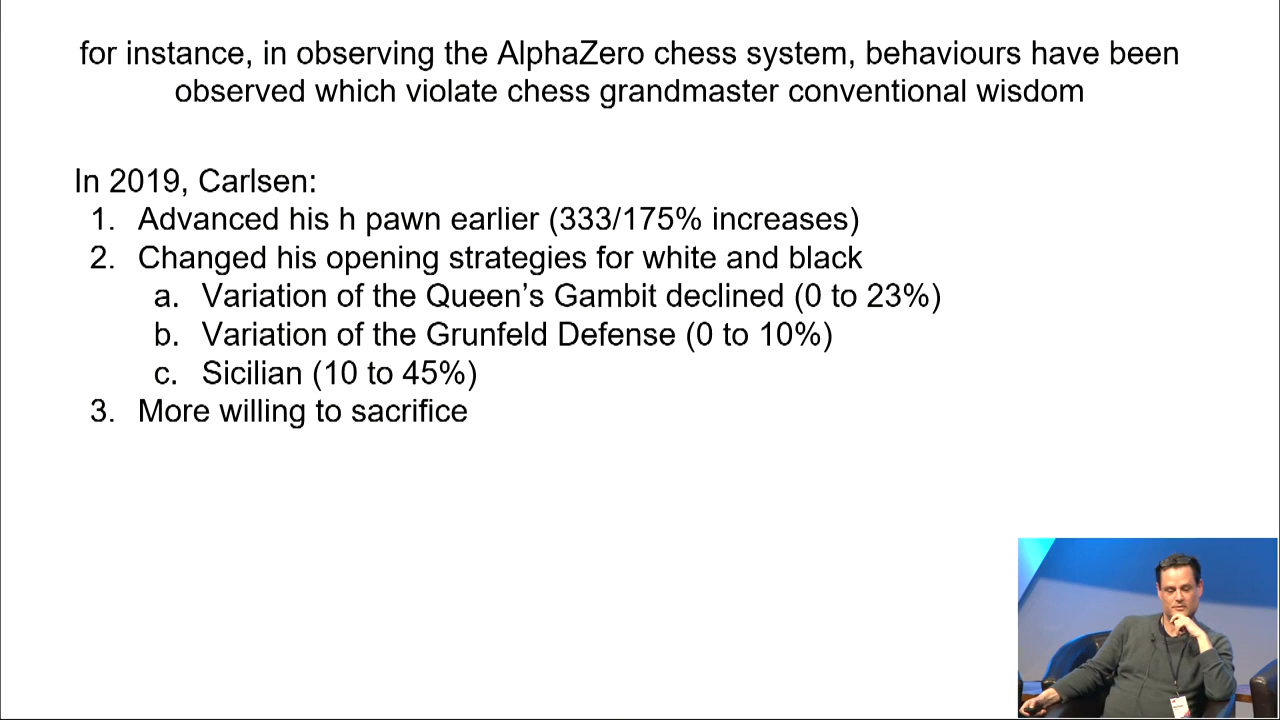 for instance, in observing the AlphaZero chess system, behaviours have been
observed which violate chess grandmaster conventional wisdom
In 2019, Carlsen:
1. Advanced his h pawn earlier (333/175% increases)
2. Changed his opening strategies for white and black
a. Variation of the Queen’s Gambit declined (0 to 23%)
b. Variation of the Grunfeld Defense (0 to 10%)
c. Sicilian (10 to 45%)
3. More willing to sacrifice